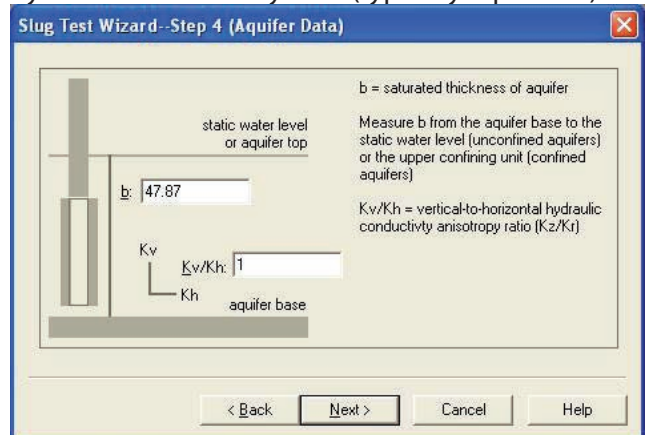 Slug Test Wizard--Step 4 (Aquifer Data)
static water level
or aquifer top
b: 47.87
Kv
Kv/Kh: 1
Kh
aquifer base
b = saturated thickness of aquifer
Measure b from the aquifer base to the
static water level (unconfined aquifers)
or the upper confining unit (confined
aquifers)
Kv/Kh = vertical-to-horizontal hydraulic
conductivty anisotropy ratio (Kz/Kr)
< Back
Next >
Cancel
Help